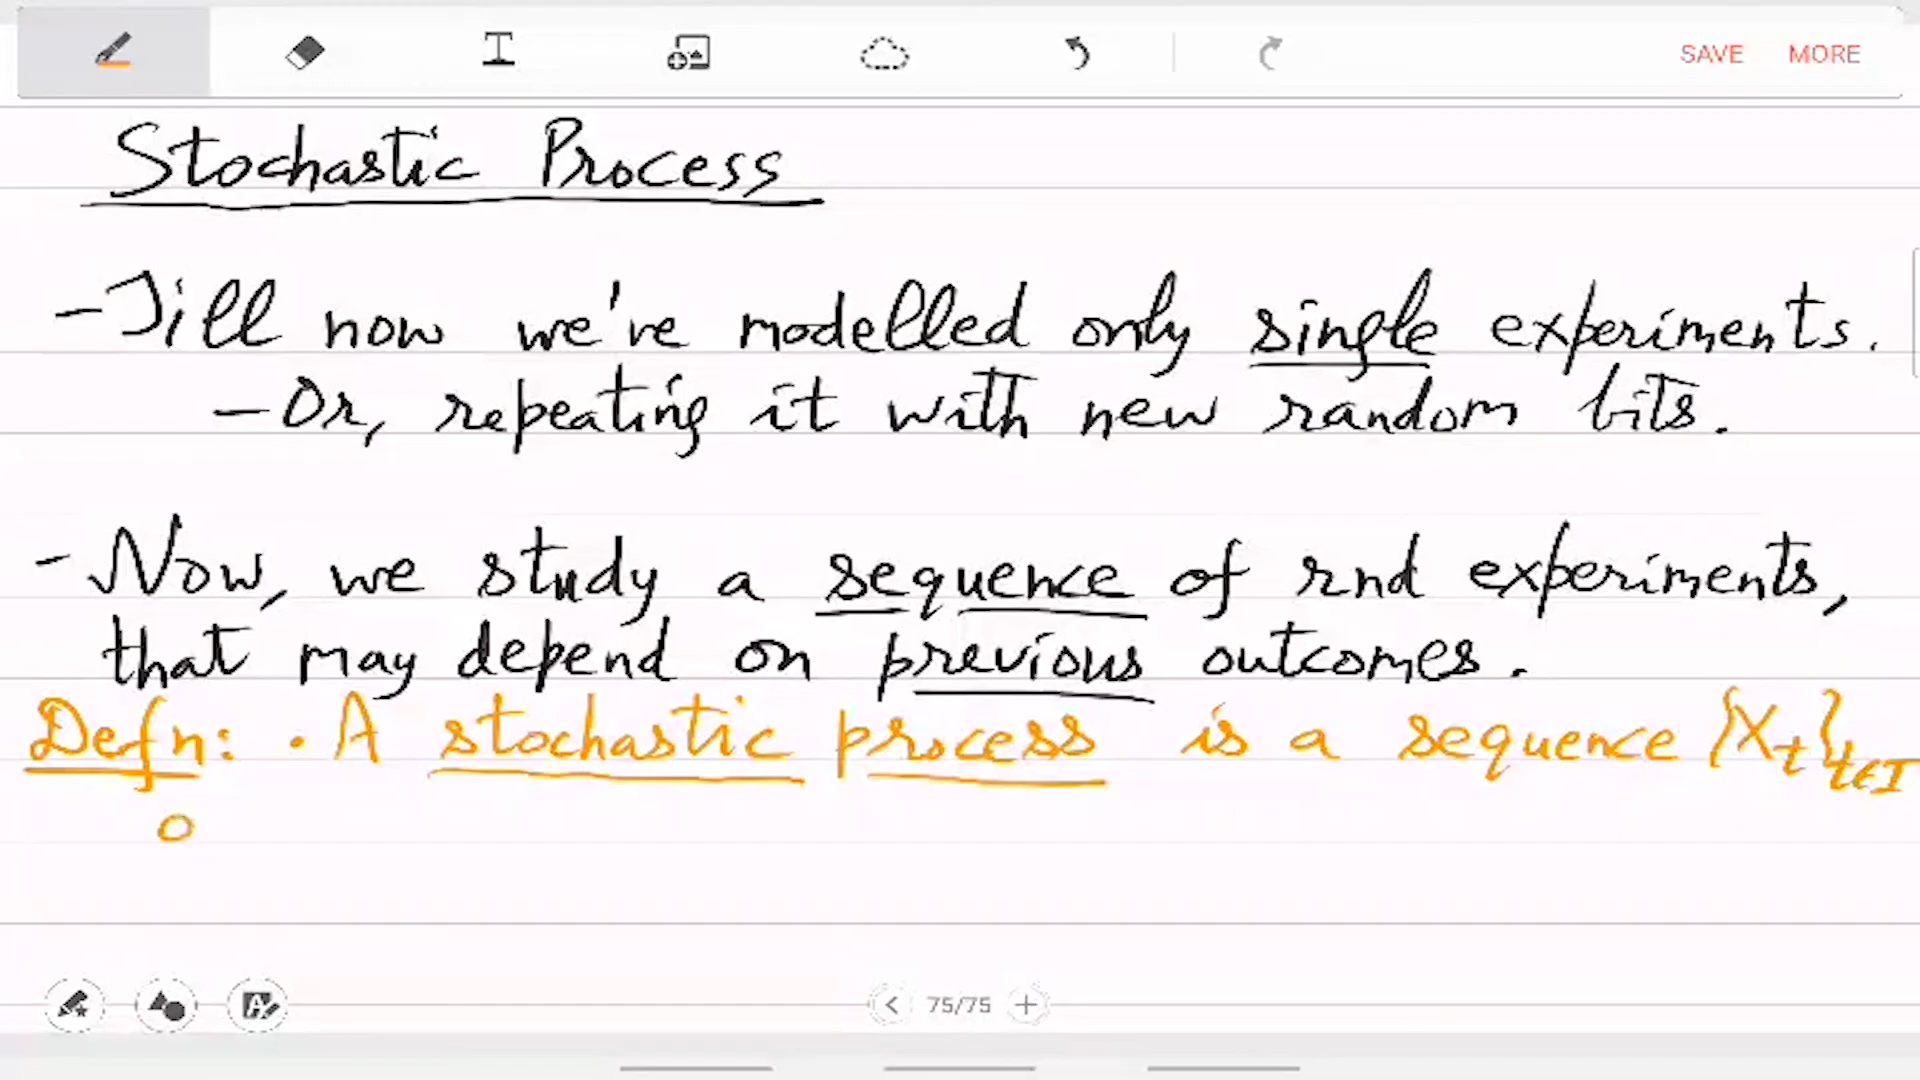 SAVE MORE
Stochastic Process
- Till now we've modelled only single experiments.
- Or, repeating it with new random bits.
- Now, we study a sequence of rnd experiments,
that may depend on previous outcomes.
Defn: · A stochastic process is a sequence {X_t}_{t∈I}
o
75/75